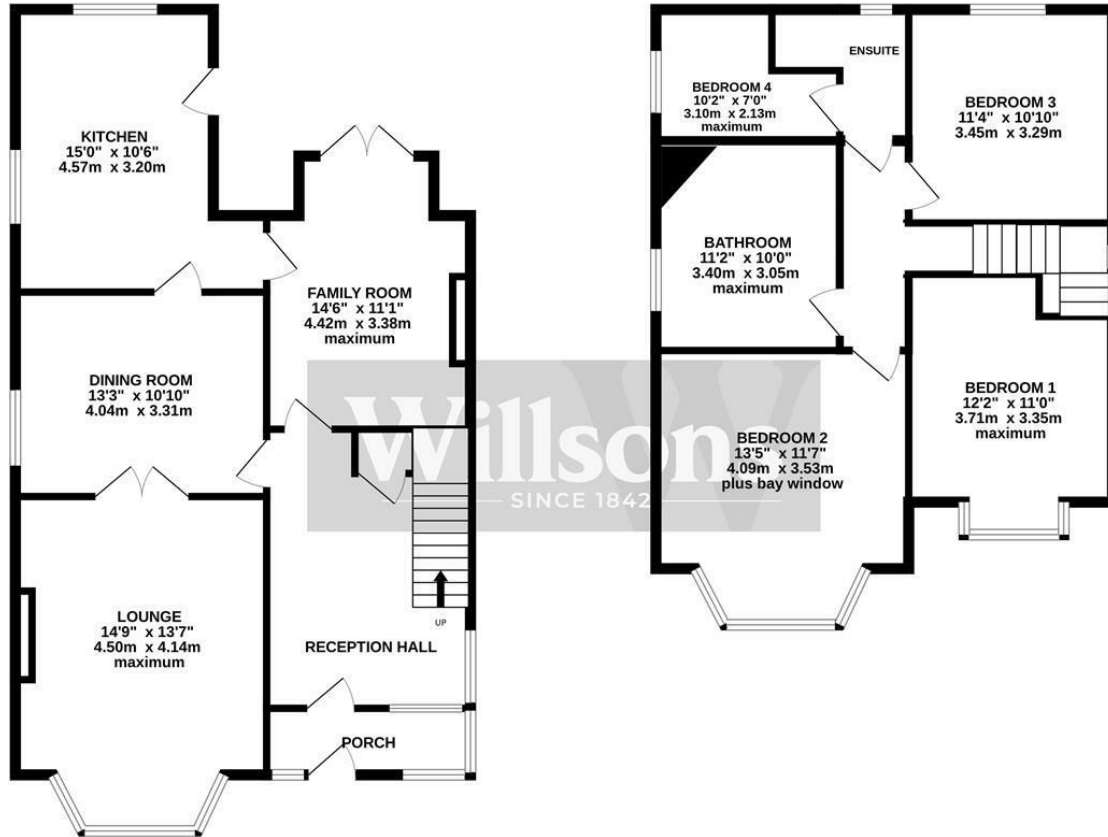 KITCHEN
15'0" x 10'6"
4.57m x 3.20m
FAMILY ROOM
14'6" x 11'1"
4.42m x 3.38m
maximum
DINING ROOM
13'3" x 10'10"
4.04m x 3.31m
LOUNGE
14'9" x 13'7"
4.50m x 4.14m
maximum
UP
RECEPTION HALL
PORCH
ENSUITE
BEDROOM 4
10'2" x 7'0"
3.10m x 2.13m
maximum
BEDROOM 3
11'4" x 10'10"
3.45m x 3.29m
BATHROOM
11'2" x 10'0"
3.40m x 3.05m
maximum
BEDROOM 2
13'5" x 11'7"
4.09m x 3.53m
plus bay window
BEDROOM 1
12'2" x 11'0"
3.71m x 3.35m
maximum
Willsons
SINCE 1842